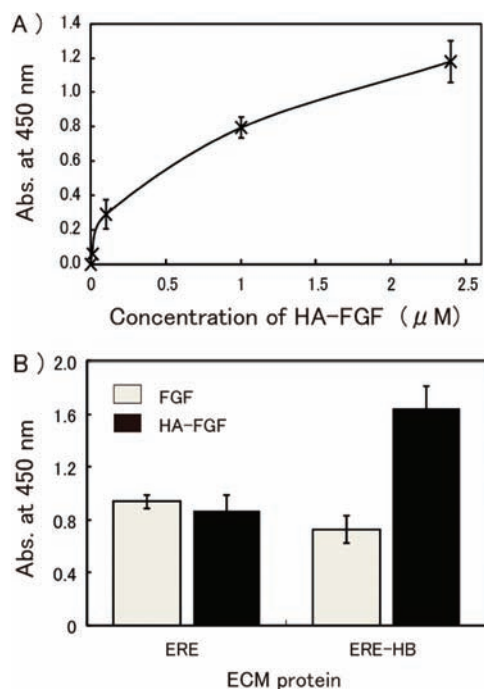 A )
Abs. at 450 nm
1.4
1.2
1.0
0.8
0.6
0.4
0.2
0.0
0 0.5 1 1.5 2 2.5
Concentration of HA-FGF (μM)
B )
Abs. at 450 nm
2.0
1.6
1.2
0.8
0.4
0
FGF
HA-FGF
ERE ERE-HB
ECM protein